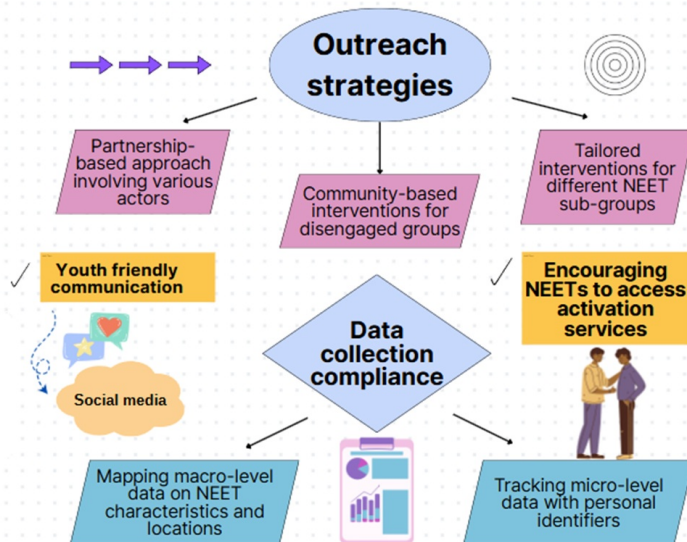 Outreach
strategies
Partnership-
based approach
involving various
actors
Community-based
interventions for
disengaged groups
Tailored
interventions for
different NEET
sub-groups
Youth friendly
communication
Encouraging
NEETs to access
activation
services
Data
collection
compliance
Social media
Mapping macro-level
data on NEET
characteristics and
locations
Tracking micro-level
data with personal
identifiers